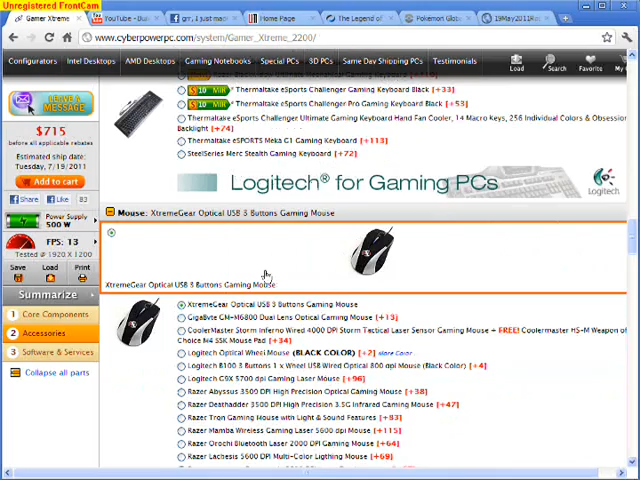 Unregistered FrontCam
Gamer Xtreme
YouTube - Buil
grr, I just mack
Home Page
The Legend of
Pokemon Global
19May2011Ra
www.cyberpowerpc.com/system/Gamer_Xtreme_2200/
Configurators
Intel Desktops
AMD Desktops
Gaming Notebooks
Special PCs
3D PCs
Same Day Shipping PCs
Testimonials
Load
Search
Favorite
My
LEAVE A MESSAGE
$715
before all applicable rebates
Estimated ship date:
Tuesday, 7/19/2011
Add to cart
Share
Like
83
Power Supply
500 W
FPS: 13
Tested @ 1920 X 1200
Save
Load
Print
Summarize
1 Core Components
2 Accessories
3 Software & Services
Collapse all parts
Thermaltake eSports Challenger Gaming Keyboard Black [+33]
Thermaltake eSports Challenger Pro Gaming Keyboard Black [+53]
Thermaltake eSPORTS Challenger Ultimate Gaming Keyboard Hand Fan Cooler, 14 Macro Keys, 256 Individual Colors &
Backlight [+74]
Thermaltake eSPORTS Meka G1 Gaming Keyboard [+113]
SteelSeries Merc Stealth Gaming Keyboard [+72]
Logitech® for Gaming PCs
Logitech
Mouse: XtremeGear Optical USB 3 Buttons Gaming Mouse
XtremeGear Optical USB 3 Buttons Gaming Mouse
XtremeGear Optical USB 3 Buttons Gaming Mouse
GigaByte GM-M6800 Dual Lens Optical Gaming Mouse [+13]
CoolerMaster Storm Inferno Wired 4000 DPI Storm Tactical Laser Sensor Gaming Mouse + FREE! Coolermaster HS-M Weapon of
Choice M4 SSK Mouse Pad [+34]
Logitech Optical Wheel Mouse (BLACK COLOR) [+2] More Color
Logitech B100 3 Buttons 1 x Wheel USB Wired Optical 800 dpi Mouse (Black Color) [+4]
Logitech G9X 5700 dpi Gaming Laser Mouse [+96]
Razer Abyssus 3500 DPI High Precision Optical Gaming Mouse [+38]
Razer Deathadder 3500 DPI High Precision 3.5G Infrared Gaming Mouse [+47]
Razer Tron Gaming Mouse with Light & Sound Features [+83]
Razer Mamba Wireless Gaming Laser 5600 dpi Mouse [+115]
Razer Orochi Bluetooth Laser 2000 DPI Gaming Mouse [+64]
Razer Lachesis 5600 DPI Multi-Color Ligthing Mouse [+69]